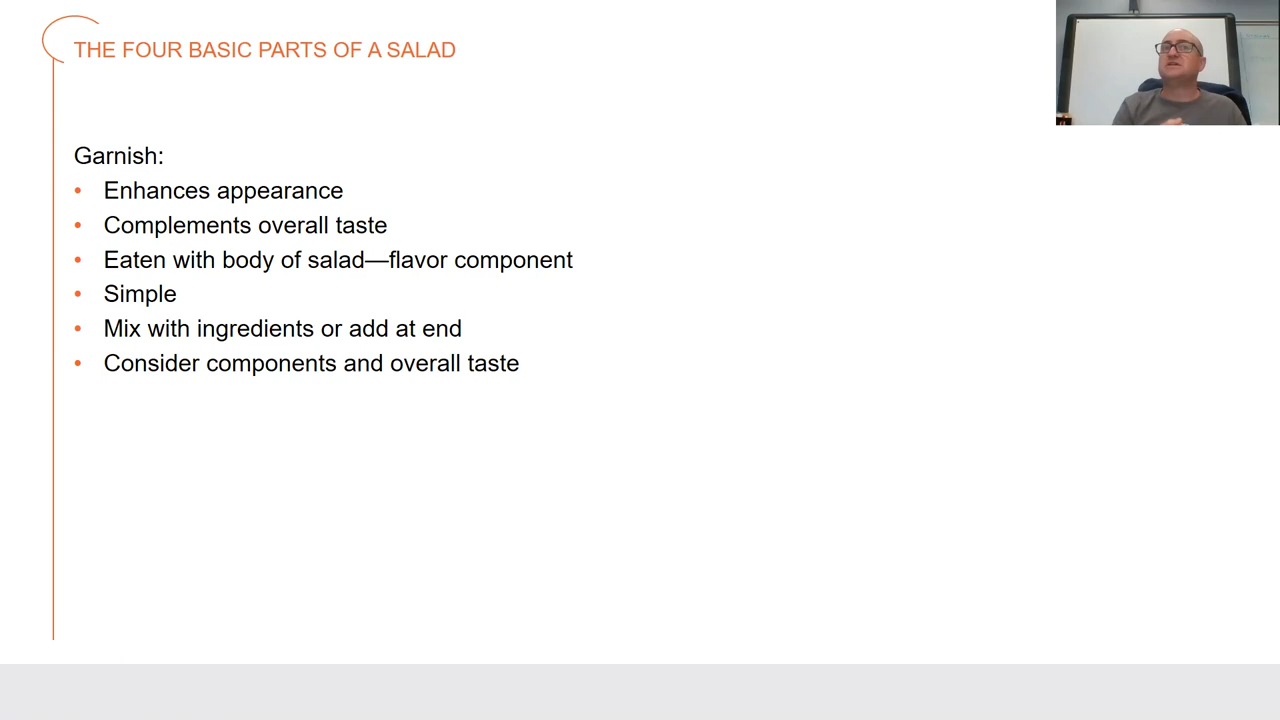 THE FOUR BASIC PARTS OF A SALAD
Garnish:
• Enhances appearance
• Complements overall taste
• Eaten with body of salad—flavor component
• Simple
• Mix with ingredients or add at end
• Consider components and overall taste